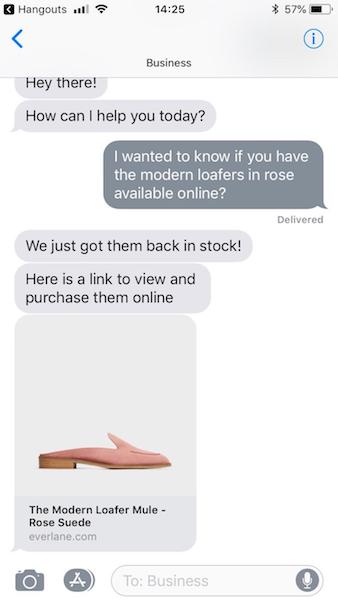 Hangouts 14:25 57%
Business
Hey there!
How can I help you today?
I wanted to know if you have
the modern loafers in rose
available online?
Delivered
We just got them back in stock!
Here is a link to view and
purchase them online
The Modern Loafer Mule -
Rose Suede
everlane.com
To: Business